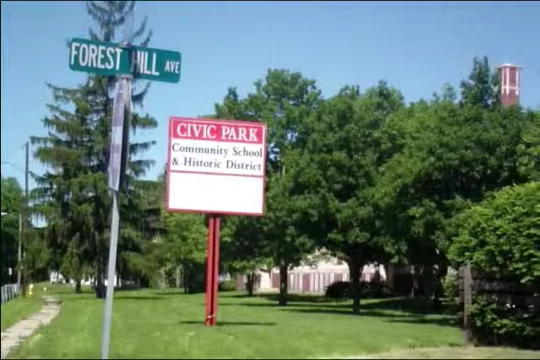 FOREST HILL AVE
CIVIC PARK
Community School
& Historic District